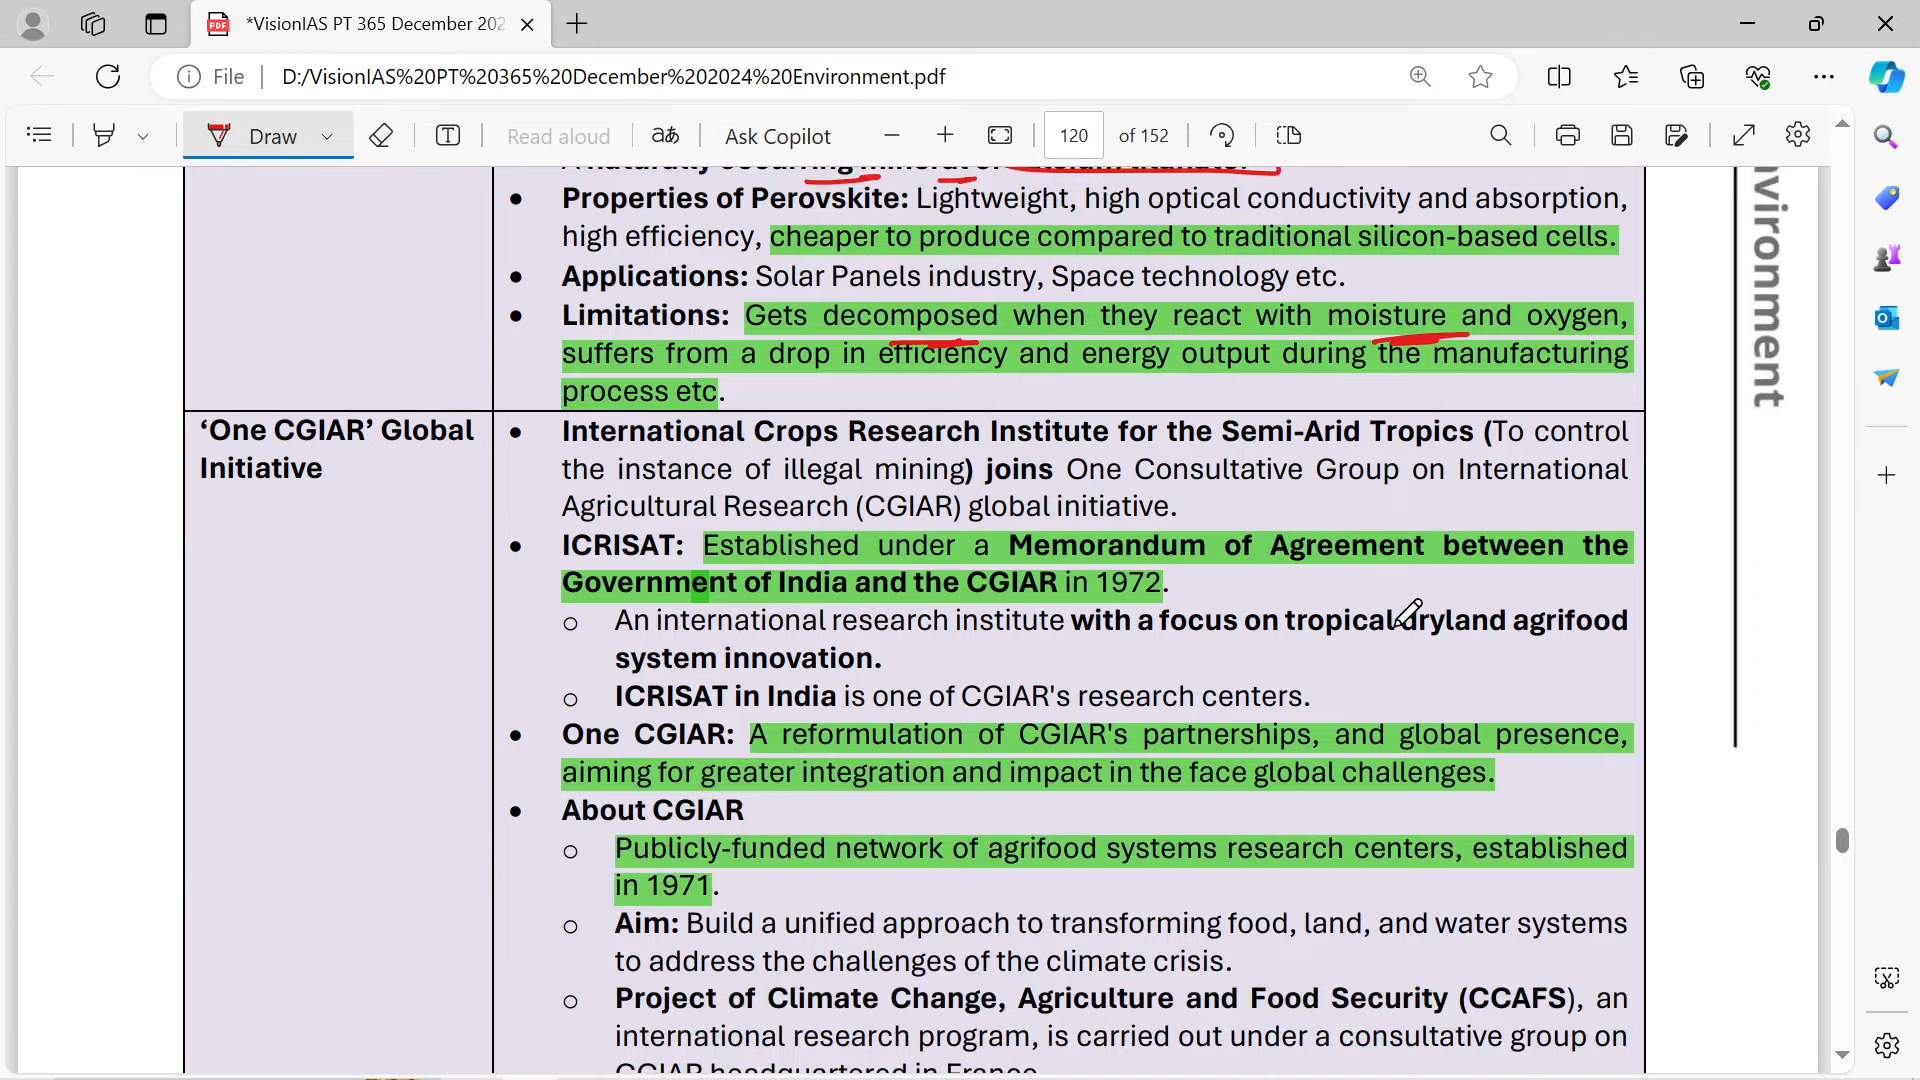 *VisionIAS PT 365 December 202
File
D:/VisionIAS%20PT%20365%20December%202024%20Environment.pdf
Draw
Read aloud
aあ
Ask Copilot
120
of 152
Properties of Perovskite: Lightweight, high optical conductivity and absorption,
high efficiency, cheaper to produce compared to traditional silicon-based cells.
Applications: Solar Panels industry, Space technology etc.
Limitations: Gets decomposed when they react with moisture and oxygen,
suffers from a drop in efficiency and energy output during the manufacturing
process etc.
‘One CGIAR’ Global
Initiative
International Crops Research Institute for the Semi-Arid Tropics (To control
the instance of illegal mining) joins One Consultative Group on International
Agricultural Research (CGIAR) global initiative.
ICRISAT: Established under a Memorandum of Agreement between the
Government of India and the CGIAR in 1972.
o An international research institute with a focus on tropical dryland agrifood
system innovation.
o ICRISAT in India is one of CGIAR's research centers.
One CGIAR: A reformulation of CGIAR's partnerships, and global presence,
aiming for greater integration and impact in the face global challenges.
About CGIAR
o Publicly-funded network of agrifood systems research centers, established
in 1971.
o Aim: Build a unified approach to transforming food, land, and water systems
to address the challenges of the climate crisis.
o Project of Climate Change, Agriculture and Food Security (CCAFS), an
international research program, is carried out under a consultative group on
CGIAR headquartered in France.
nvironment